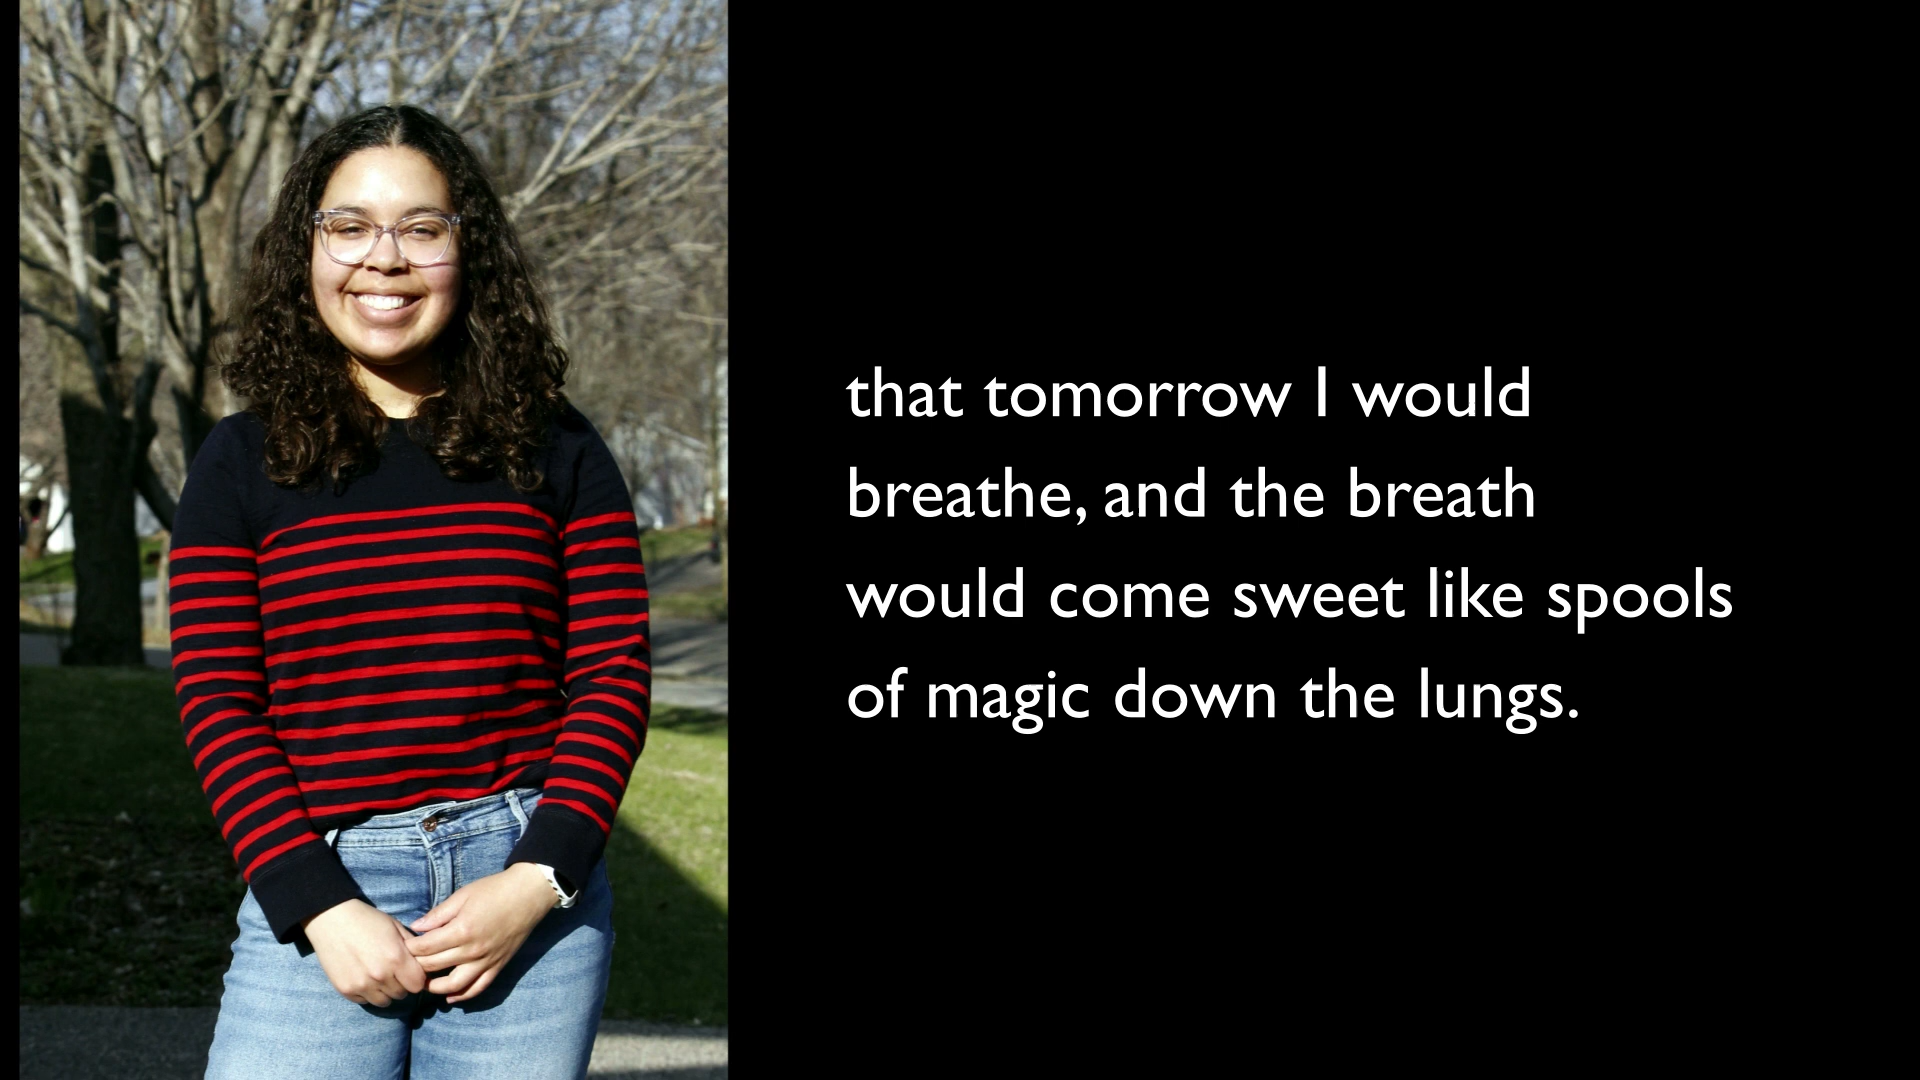 that tomorrow I would
breathe, and the breath
would come sweet like spools
of magic down the lungs.